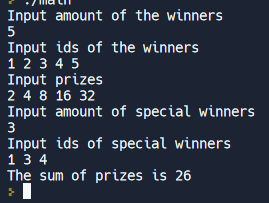 > ./main
Input amount of the winners
5
Input ids of the winners
1 2 3 4 5
Input prizes
2 4 8 16 32
Input amount of special winners
3
Input ids of special winners
1 3 4
The sum of prizes is 26
>